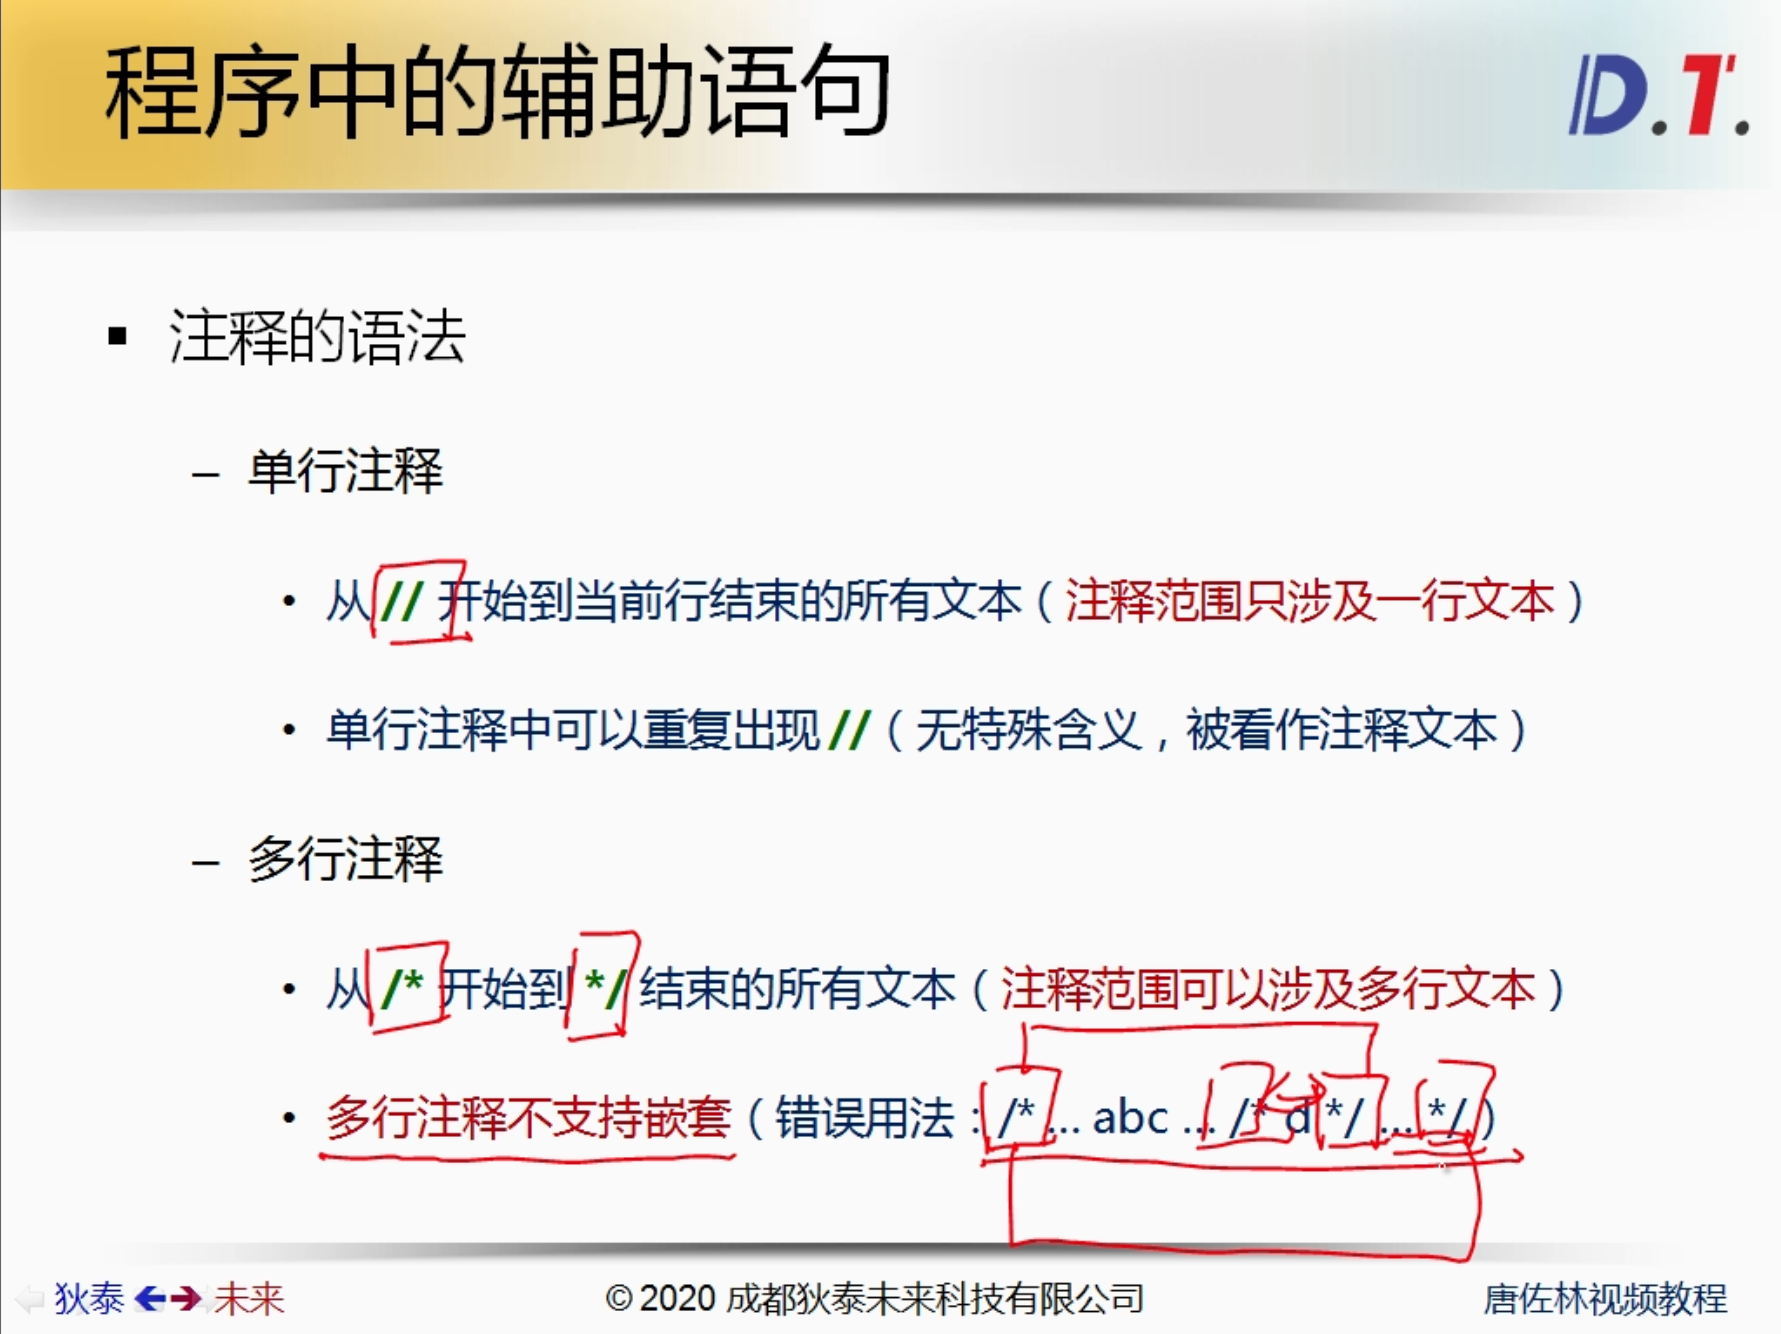 程序中的辅助语句
D.T.
▪ 注释的语法
– 单行注释
• 从 // 开始到当前行结束的所有文本（注释范围只涉及一行文本）
• 单行注释中可以重复出现 //（无特殊含义，被看作注释文本）
– 多行注释
• 从 /* 开始到 */ 结束的所有文本（注释范围可以涉及多行文本）
• 多行注释不支持嵌套（错误用法：/* ... abc ... /* d */ ... */ ）
狄泰 未来
© 2020 成都狄泰未来科技有限公司
唐佐林视频教程